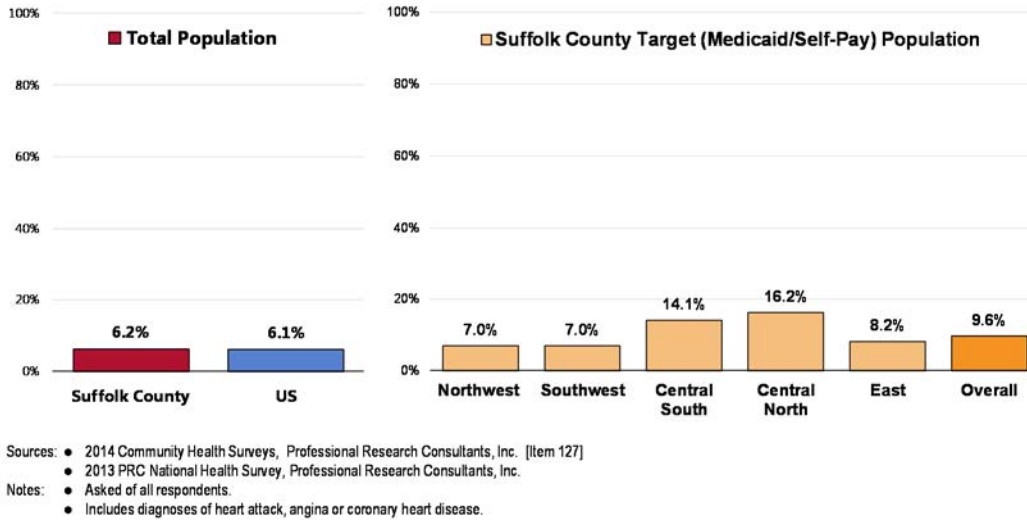 100%
80%
60%
40%
20%
0%
Total Population
6.2%
6.1%
Suffolk County
US
100%
80%
60%
40%
20%
0%
Suffolk County Target (Medicaid/Self-Pay) Population
7.0%
7.0%
14.1%
16.2%
8.2%
9.6%
Northwest
Southwest
Central
South
Central
North
East
Overall
Sources: ● 2014 Community Health Surveys, Professional Research Consultants, Inc. [Item 127]
● 2013 PRC National Health Survey, Professional Research Consultants, Inc.
Notes: ● Asked of all respondents.
● Includes diagnoses of heart attack, angina or coronary heart disease.